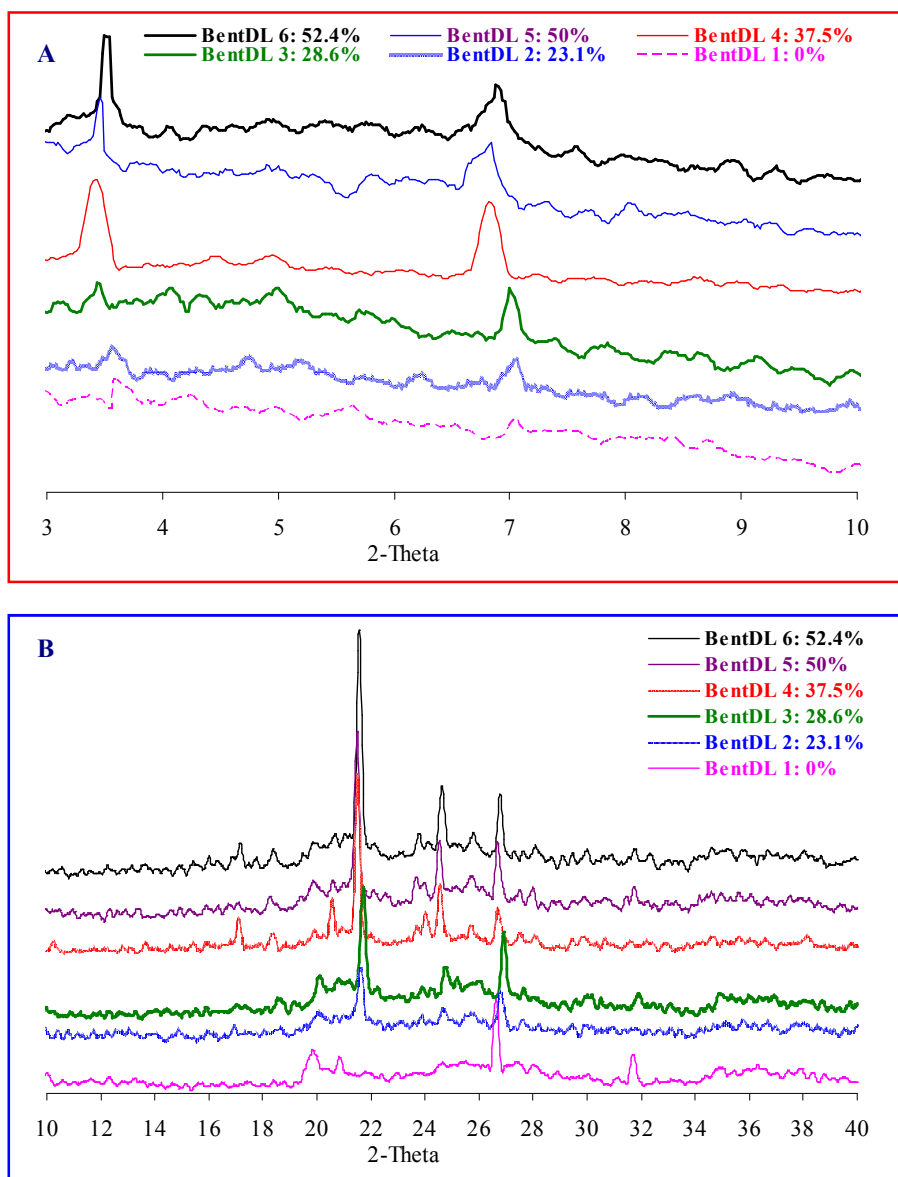 A
BentDL 6: 52.4% BentDL 5: 50% BentDL 4: 37.5%
BentDL 3: 28.6% BentDL 2: 23.1% BentDL 1: 0%
3 4 5 6 7 8 9 10
2-Theta
B
BentDL 6: 52.4%
BentDL 5: 50%
BentDL 4: 37.5%
BentDL 3: 28.6%
BentDL 2: 23.1%
BentDL 1: 0%
10 12 14 16 18 20 22 24 26 28 30 32 34 36 38 40
2-Theta